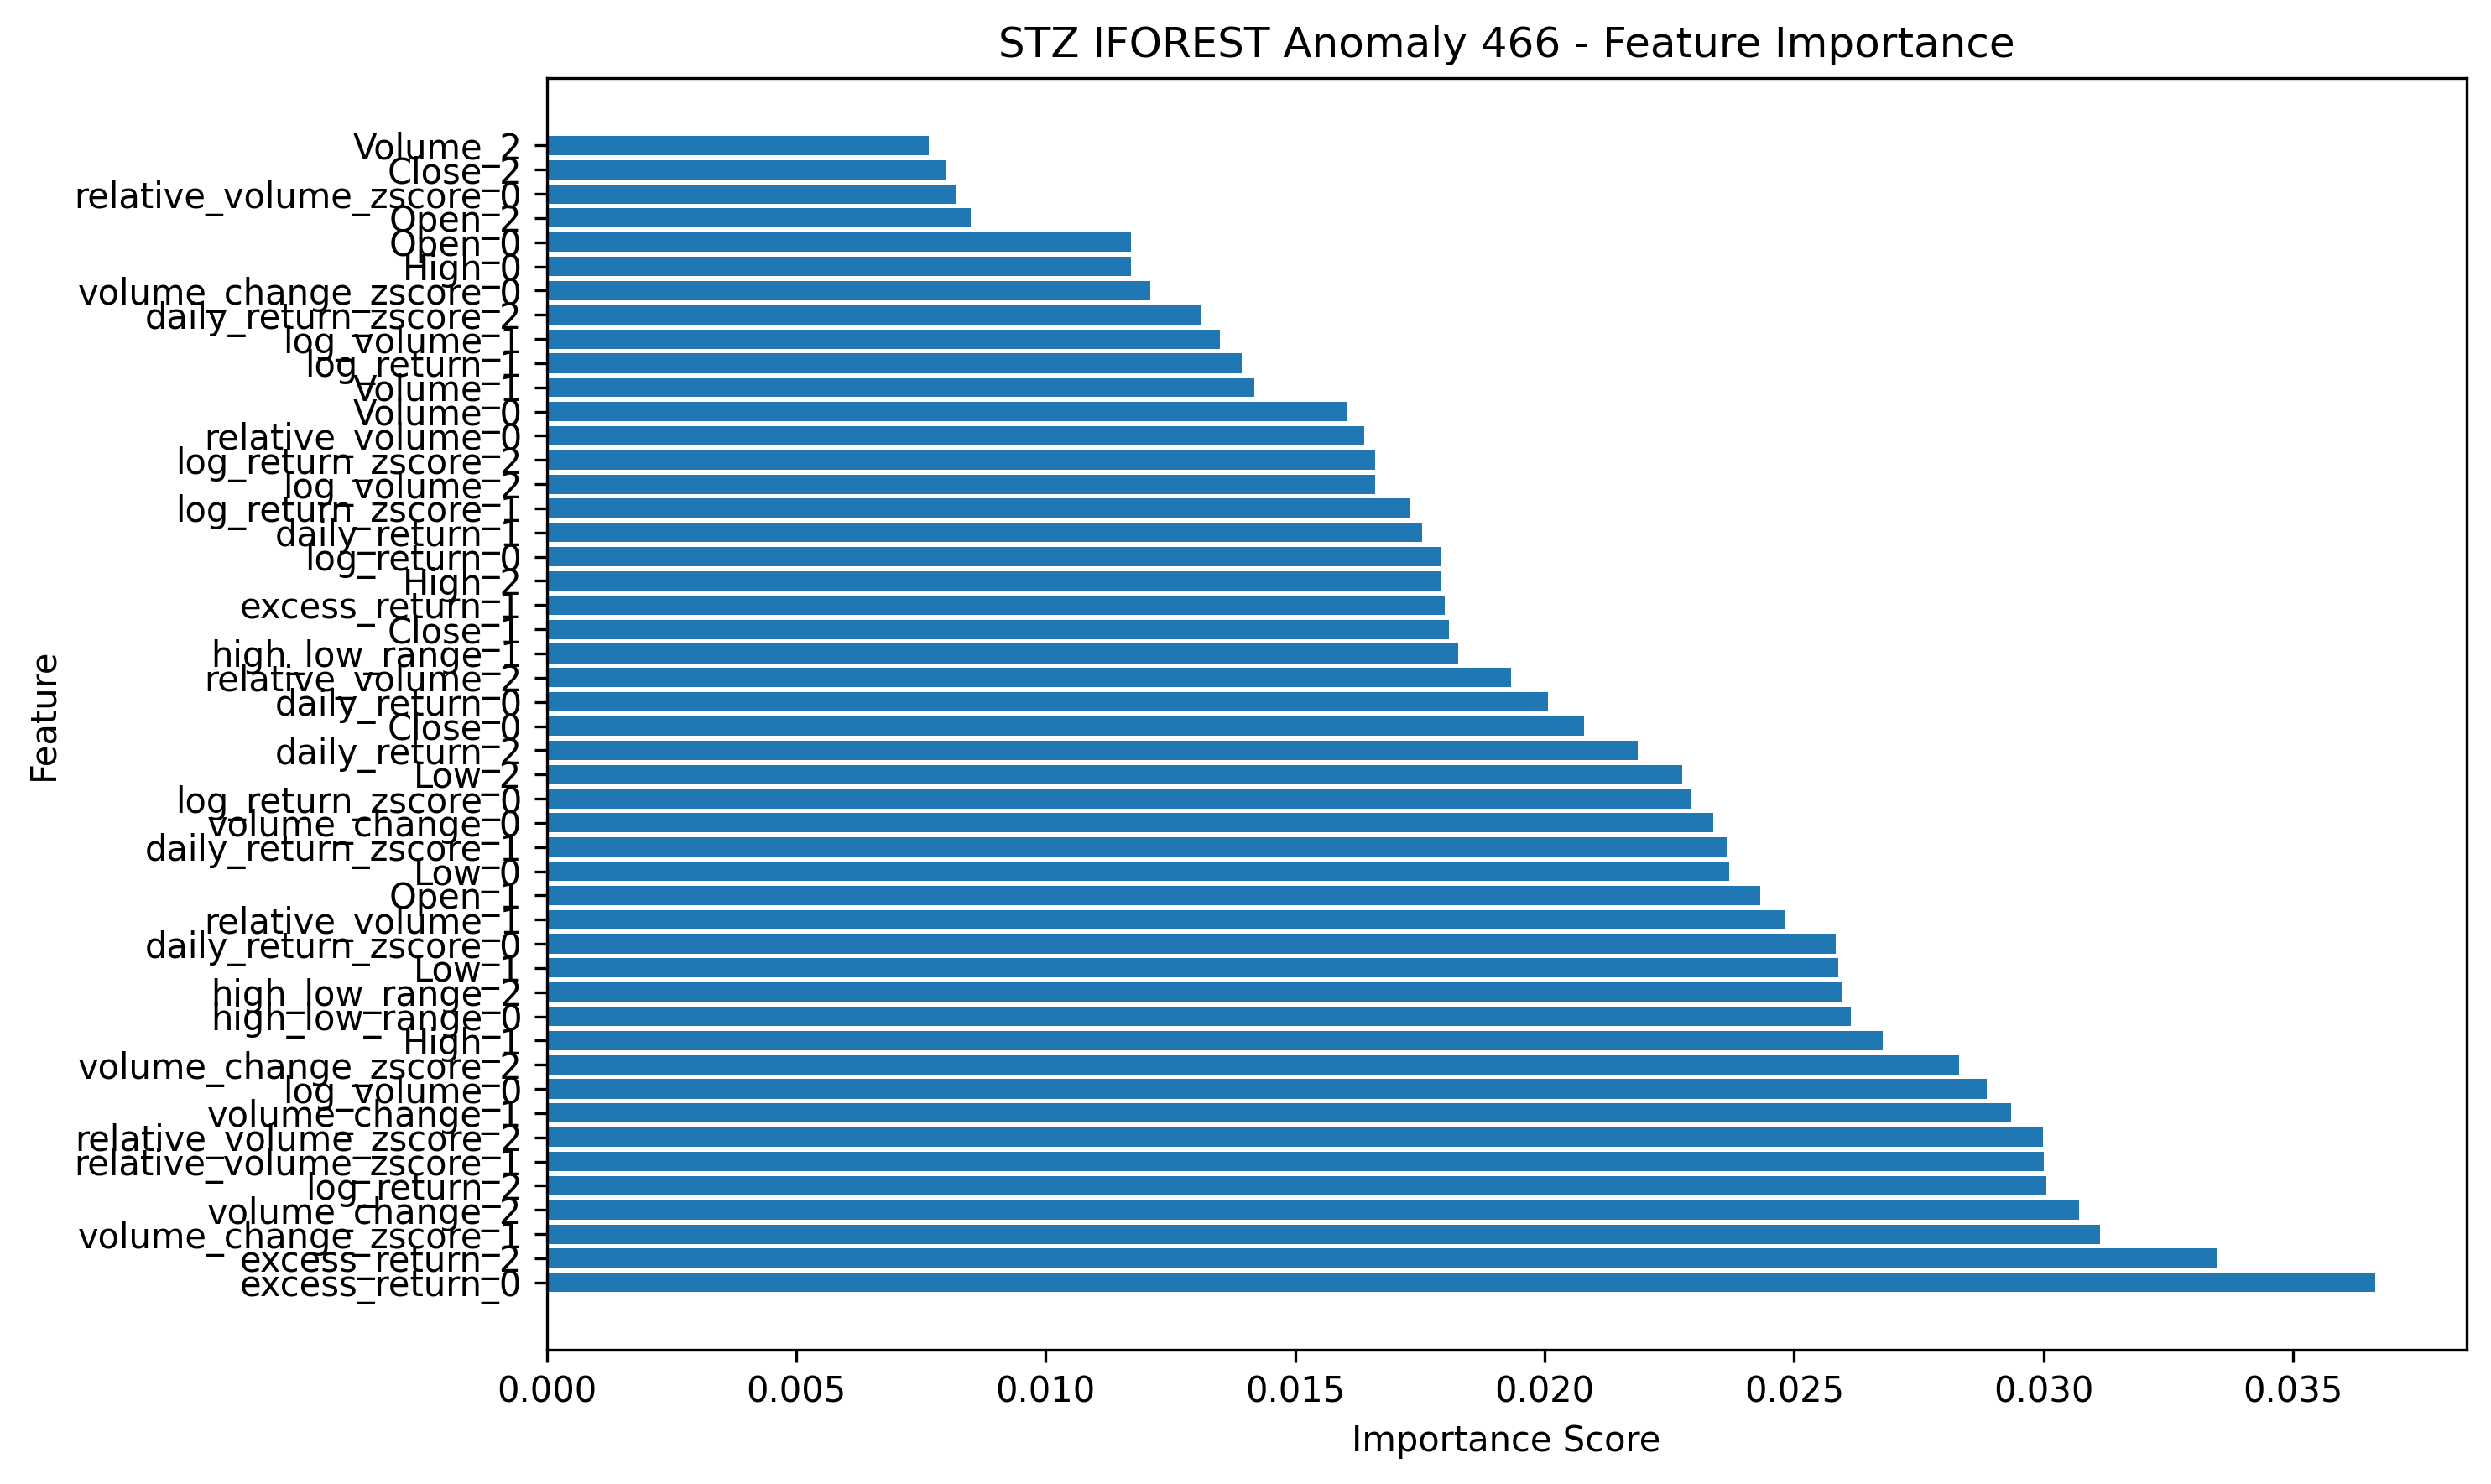 STZ IFOREST Anomaly 466 - Feature Importance
Volume_2
Close_2
relative_volume_zscore_0
Open_2
Open_0
High_0
volume_change_zscore_0
daily_return_zscore_2
log_volume_1
log_return_1
Volume_1
Volume_0
relative_volume_0
log_return_zscore_2
log_volume_2
log_return_zscore_1
daily_return_1
log_return_0
High_2
excess_return_1
Close_1
high_low_range_1
relative_volume_2
daily_return_0
Close_0
daily_return_2
Low_2
log_return_zscore_0
volume_change_0
daily_return_zscore_1
Low_0
Open_1
relative_volume_1
daily_return_zscore_0
Low_1
high_low_range_2
high_low_range_0
High_1
volume_change_zscore_2
log_volume_0
volume_change_1
relative_volume_zscore_2
relative_volume_zscore_1
log_return_2
volume_change_2
volume_change_zscore_1
excess_return_2
excess_return_0
Feature
0.000 0.005 0.010 0.015 0.020 0.025 0.030 0.035
Importance Score